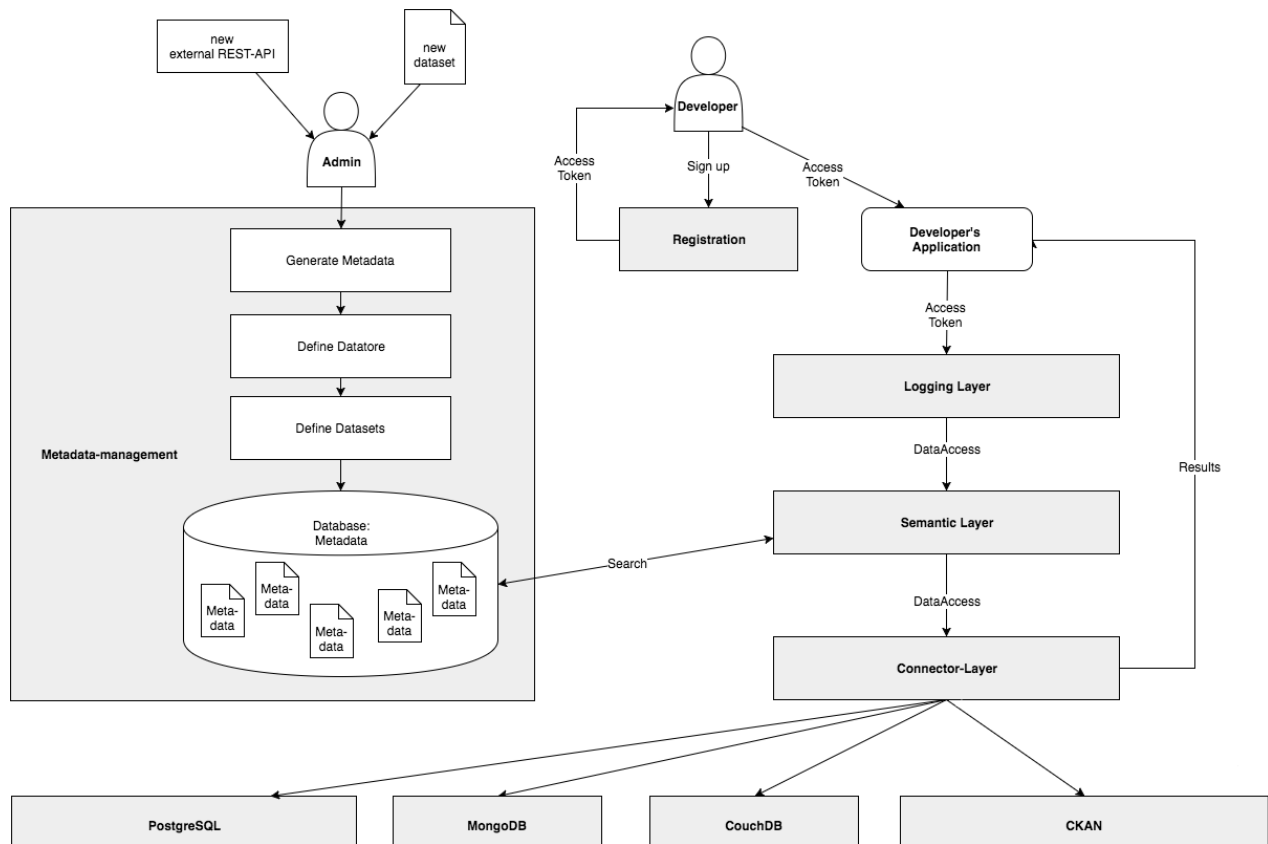 new
external REST-API
new
dataset
Admin
Developer
Access
Token
Sign up
Access
Token
Registration
Developer's
Application
Generate Metadata
Access
Token
Define Datatore
Logging Layer
Define Datasets
Metadata-management
DataAccess
Results
Database:
Metadata
Semantic Layer
Search
Meta-
data
Meta-
data
Meta-
data
Meta-
data
Meta-
data
DataAccess
Connector-Layer
PostgreSQL
MongoDB
CouchDB
CKAN